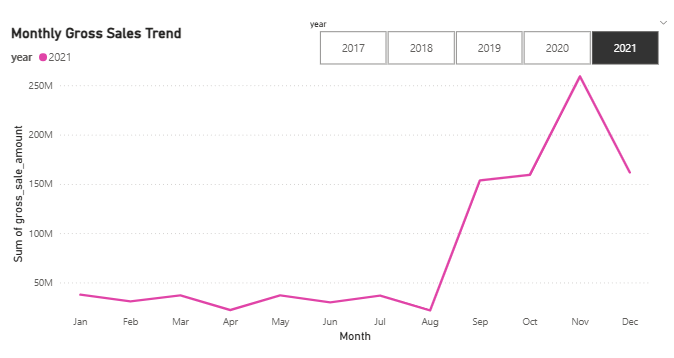 Monthly Gross Sales Trend
year
2017
2018
2019
2020
2021
year 2021
Sum of gross_sale_amount
250M
200M
150M
100M
50M
Jan Feb Mar Apr May Jun Jul Aug Sep Oct Nov Dec
Month